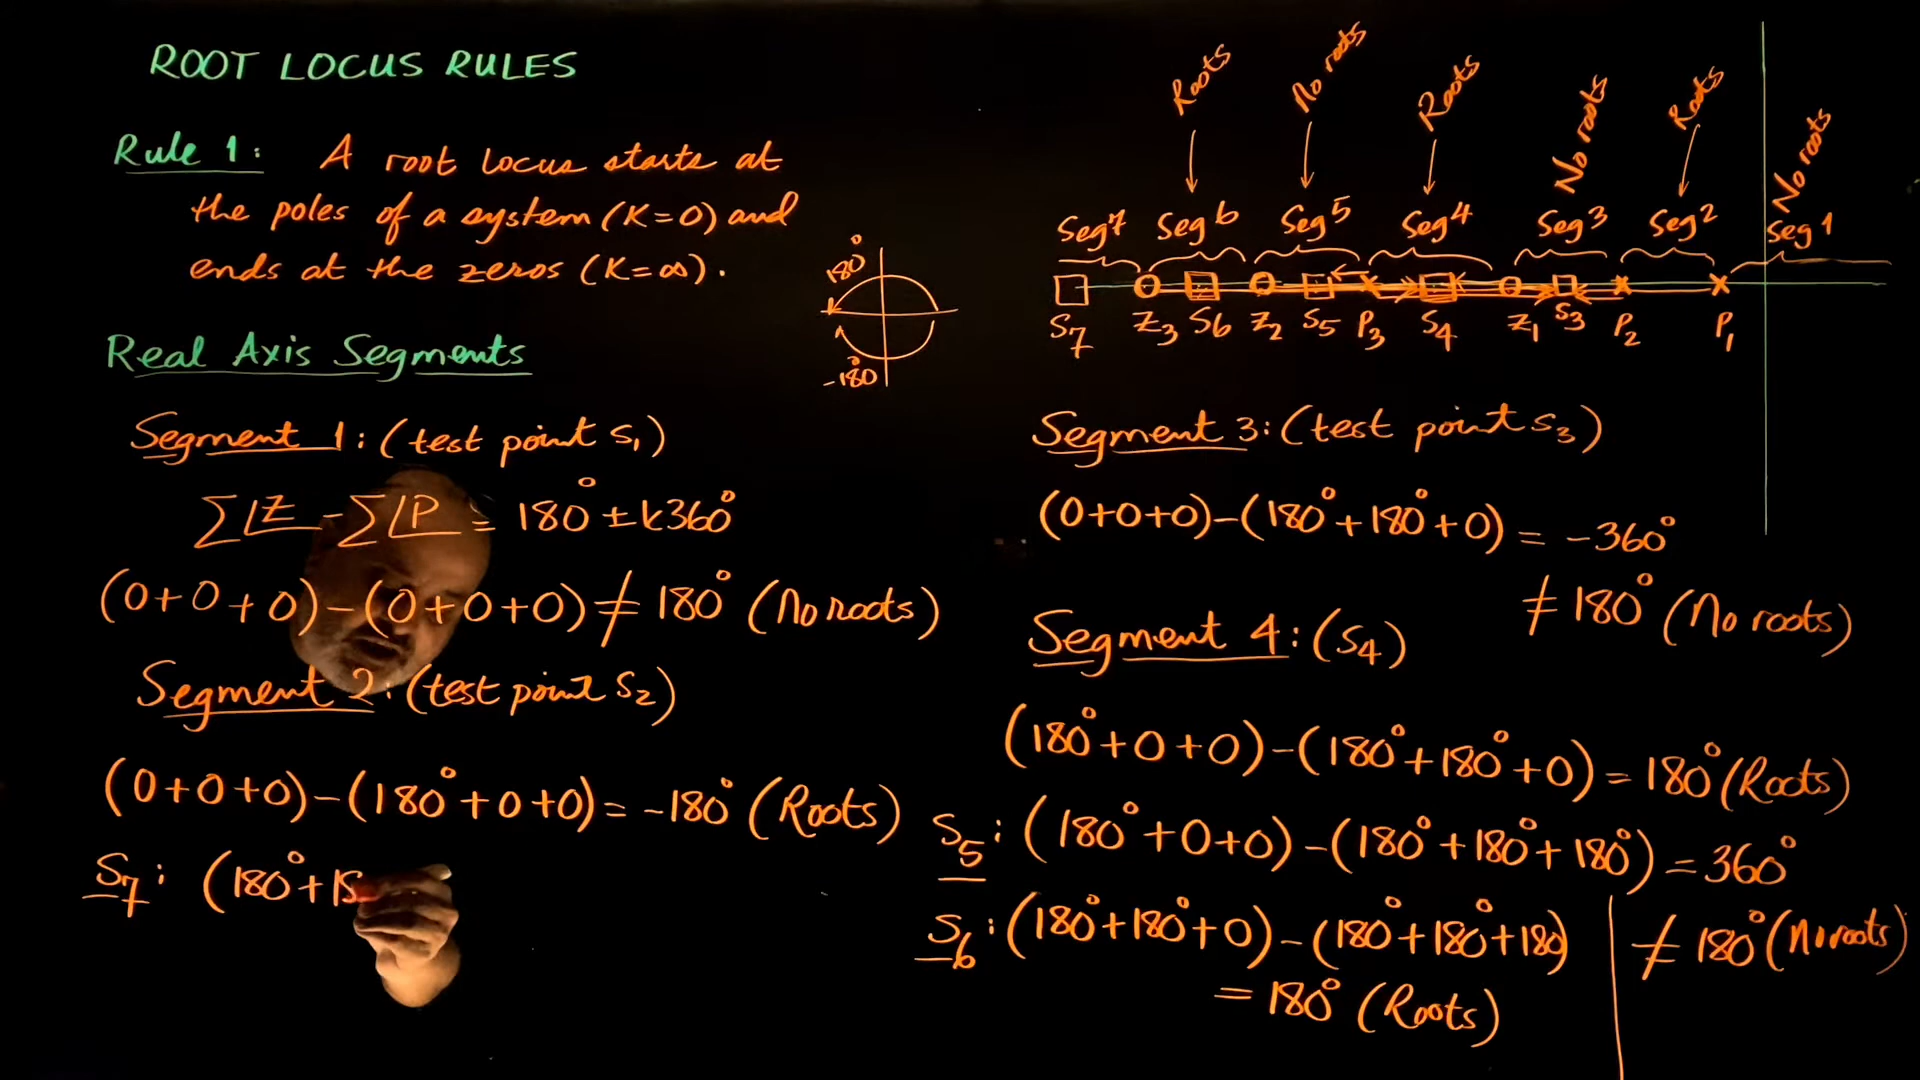 ROOT LOCUS RULES
Rule 1: A root locus starts at
the poles of a system (K=0) and
ends at the zeros (K=∞).
Real Axis Segments
Segment 1: (test point S₁)
∑∠Z - ∑∠P = 180° ± k360°
(0+0+0)-(0+0+0) ≠ 180° (No roots)
Segment 2: (test point S₂)
(0+0+0)-(180°+0+0) = -180° (Roots)
S₇: (180°+18
180°
-180°
Roots
No roots
Roots
No roots
Roots
No roots
Seg7 Seg6 Seg5 Seg4 Seg3 Seg2 Seg1
S₇ Z₃ S₆ Z₂ S₅ P₃ S₄ Z₁ S₃ P₂ P₁
Segment 3: (test point S₃)
(0+0+0)-(180°+180°+0) = -360°
≠ 180° (No roots)
Segment 4: (S₄)
(180°+0+0)-(180°+180°+0) = 180° (Roots)
S₅: (180°+0+0)-(180°+180°+180°) = 360°
≠ 180° (No roots)
S₆: (180°+180°+0)-(180°+180°+180)
= 180° (Roots)